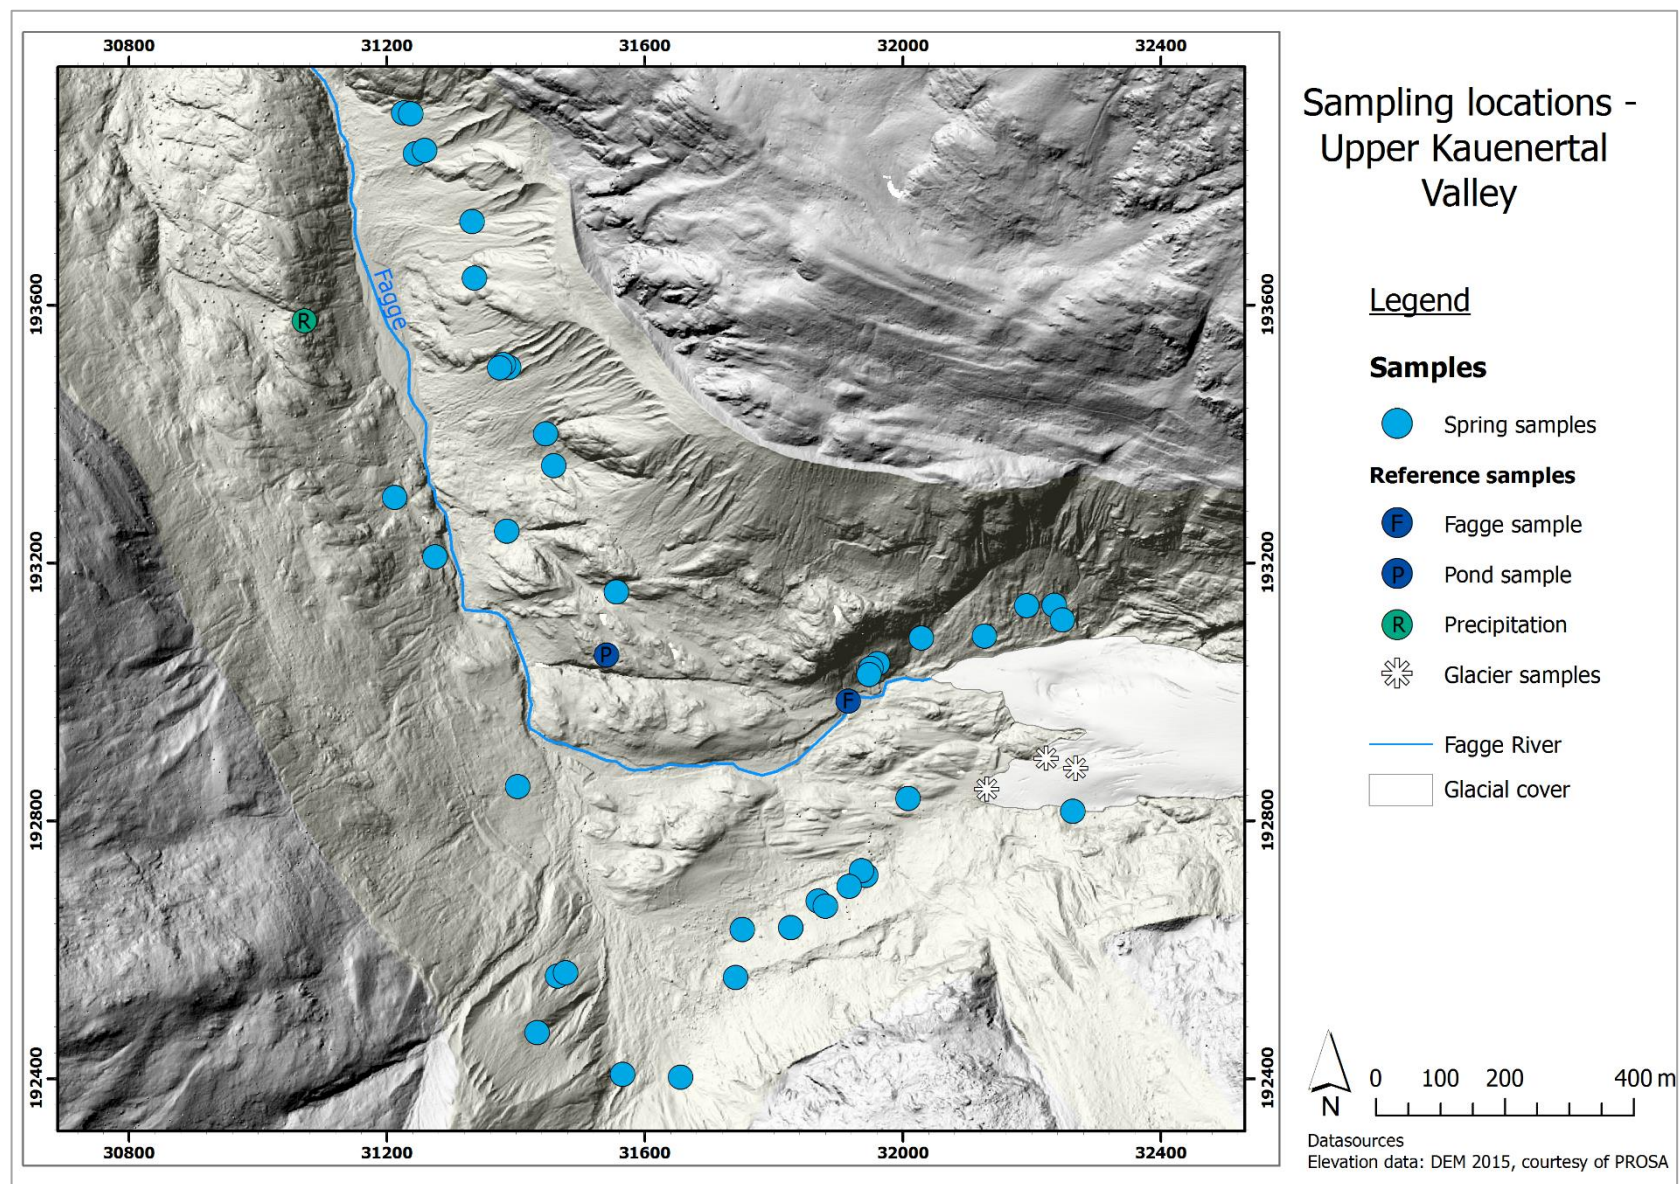 30800 31200 31600 32000 32400
Sampling locations -
Upper Kauenertal
Valley
193600 193600
Fagge
R
Legend
Samples
Spring samples
Reference samples
F Fagge sample
193200 193200
P Pond sample
R Precipitation
P
Glacier samples
F
Fagge River
Glacial cover
192800 192800
192400 192400
0 100 200 400 m
N
30800 31200 31600 32000 32400
Datasources
Elevation data: DEM 2015, courtesy of PROSA